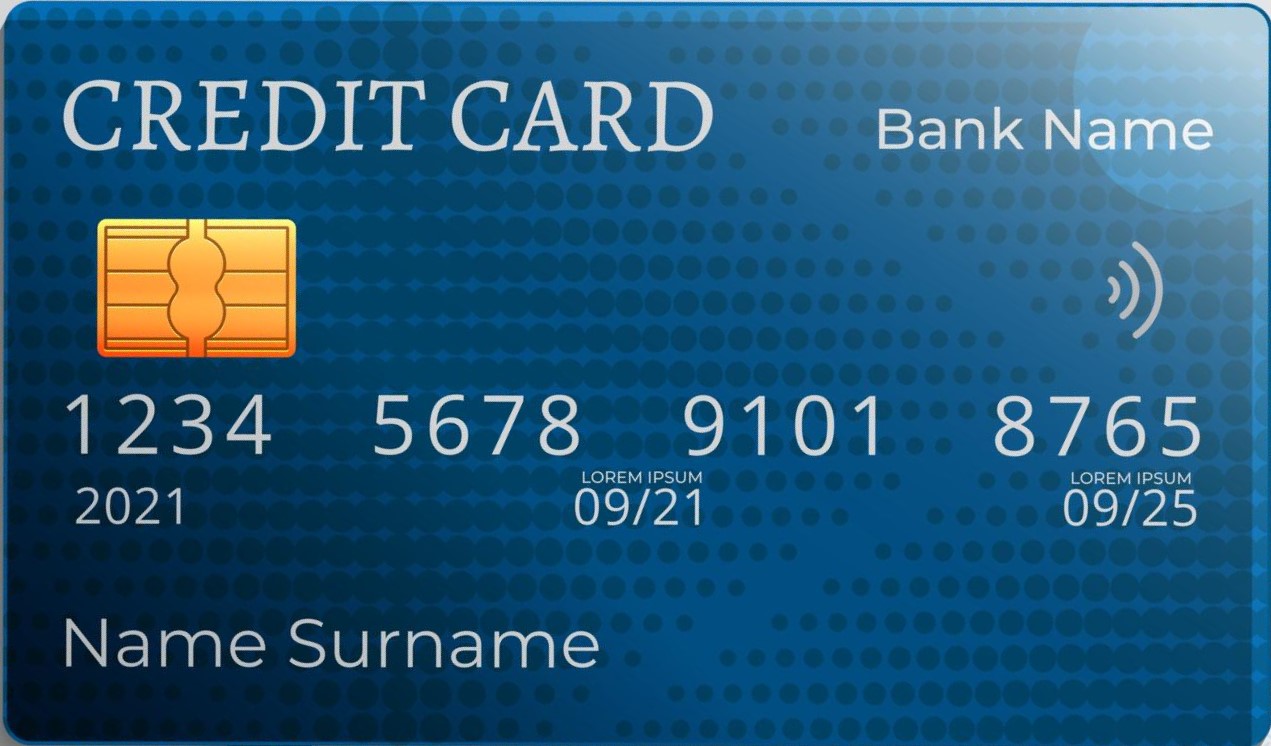 CREDIT CARD
Bank Name
1234 5678 9101 8765
LOREM IPSUM
LOREM IPSUM
2021 09/21 09/25
Name Surname